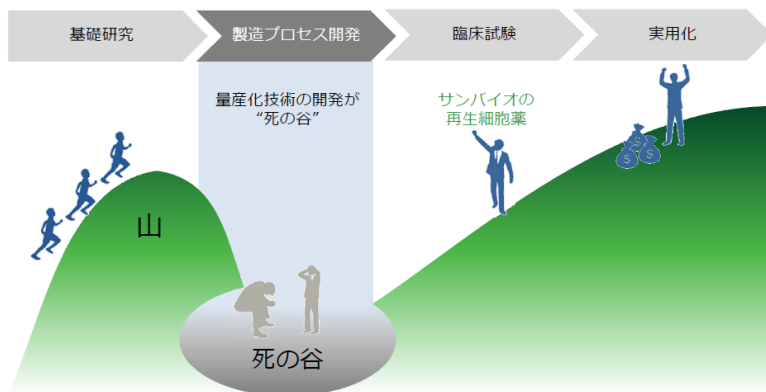 基礎研究
製造プロセス開発
臨床試験
実用化
量産化技術の開発が
“死の谷”
サンバイオの
再生細胞薬
山
死の谷
$
$
$